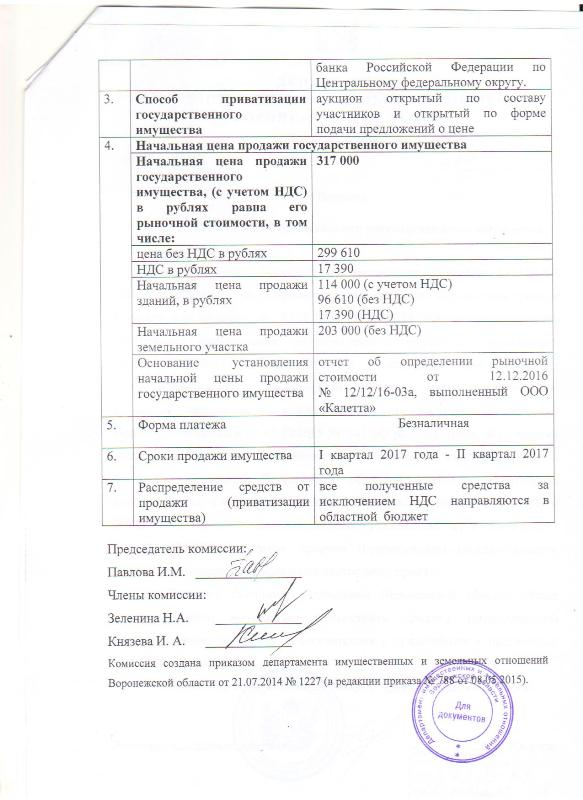 банка Российской Федерации по
Центральному федеральному округу.
3. Способ приватизации
государственного
имущества
аукцион открытый по составу
участников и открытый по форме
подачи предложений о цене
4. Начальная цена продажи государственного имущества
Начальная цена продажи
государственного
имущества, (с учетом НДС)
в рублях равна его
рыночной стоимости, в том
числе:
317 000
цена без НДС в рублях
299 610
НДС в рублях
17 390
Начальная цена продажи
зданий, в рублях
114 000 (с учетом НДС)
96 610 (без НДС)
17 390 (НДС)
Начальная цена продажи
земельного участка
203 000 (без НДС)
Основание установления
начальной цены продажи
государственного имущества
отчет об определении рыночной
стоимости от 12.12.2016
№ 12/12/16-03а, выполненный ООО
«Калетта»
5. Форма платежа
Безналичная
6. Сроки продажи имущества
I квартал 2017 года - II квартал 2017
года
7. Распределение средств от
продажи (приватизации
имущества)
все полученные средства за
исключением НДС направляются в
областной бюджет
Председатель комиссии:
Павлова И.М.
Члены комиссии:
Зеленина Н.А.
Князева И. А.
Комиссия создана приказом департамента имущественных и земельных отношений
Воронежской области от 21.07.2014 № 1227 (в редакции приказа № 788 от 08.05.2015).
Департамент имущественных и земельных отношений
Воронежской области
Для
документов